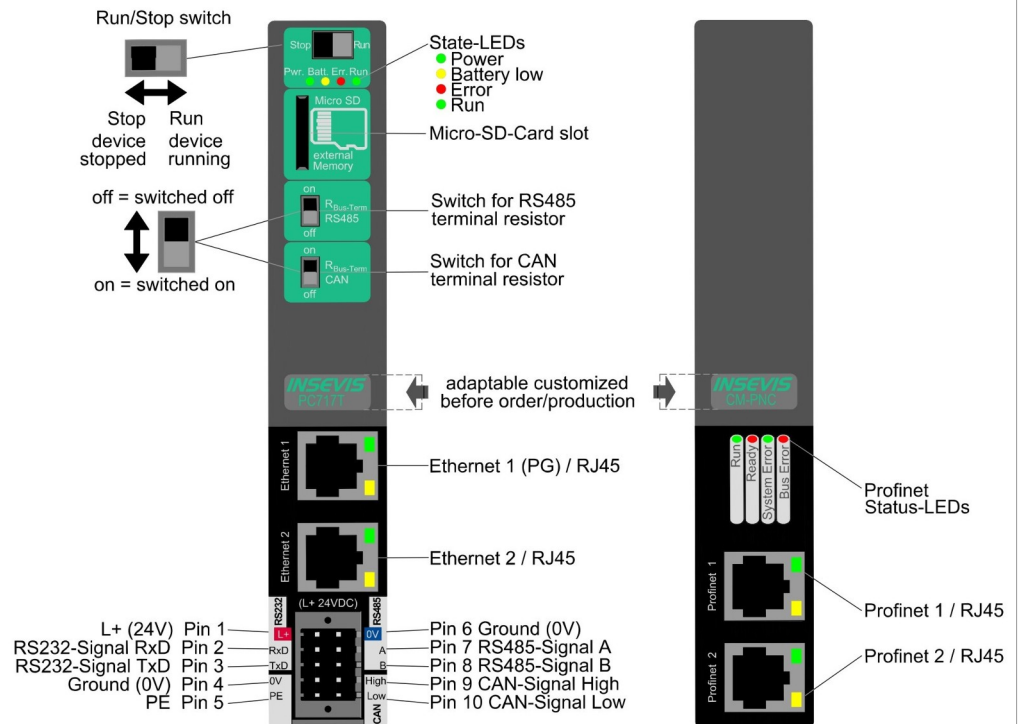 Run/Stop switch
Stop
device
stopped
Run
device
running
off = switched off
on = switched on
Stop
Run
Pwr. Batt. Err. Run
Micro SD
external
Memory
on
RBus-Term
RS485
off
on
RBus-Term
CAN
off
State-LEDs
Power
Battery low
Error
Run
Micro-SD-Card slot
Switch for RS485
terminal resistor
Switch for CAN
terminal resistor
INSEVIS
PC717T
adaptable customized
before order/production
INSEVIS
CM-PNC
Ethernet 1
Ethernet 1 (PG) / RJ45
Ethernet 2
Ethernet 2 / RJ45
RS232
(L+ 24VDC)
RS485
L+ (24V) Pin 1
RS232-Signal RxD Pin 2
RS232-Signal TxD Pin 3
Ground (0V) Pin 4
PE Pin 5
L+
RxD
TxD
0V
PE
0V
A
B
High
Low
CAN
Pin 6 Ground (0V)
Pin 7 RS485-Signal A
Pin 8 RS485-Signal B
Pin 9 CAN-Signal High
Pin 10 CAN-Signal Low
Run
Ready
System Error
Bus Error
Profinet
Status-LEDs
Profinet 1
Profinet 1 / RJ45
Profinet 2
Profinet 2 / RJ45